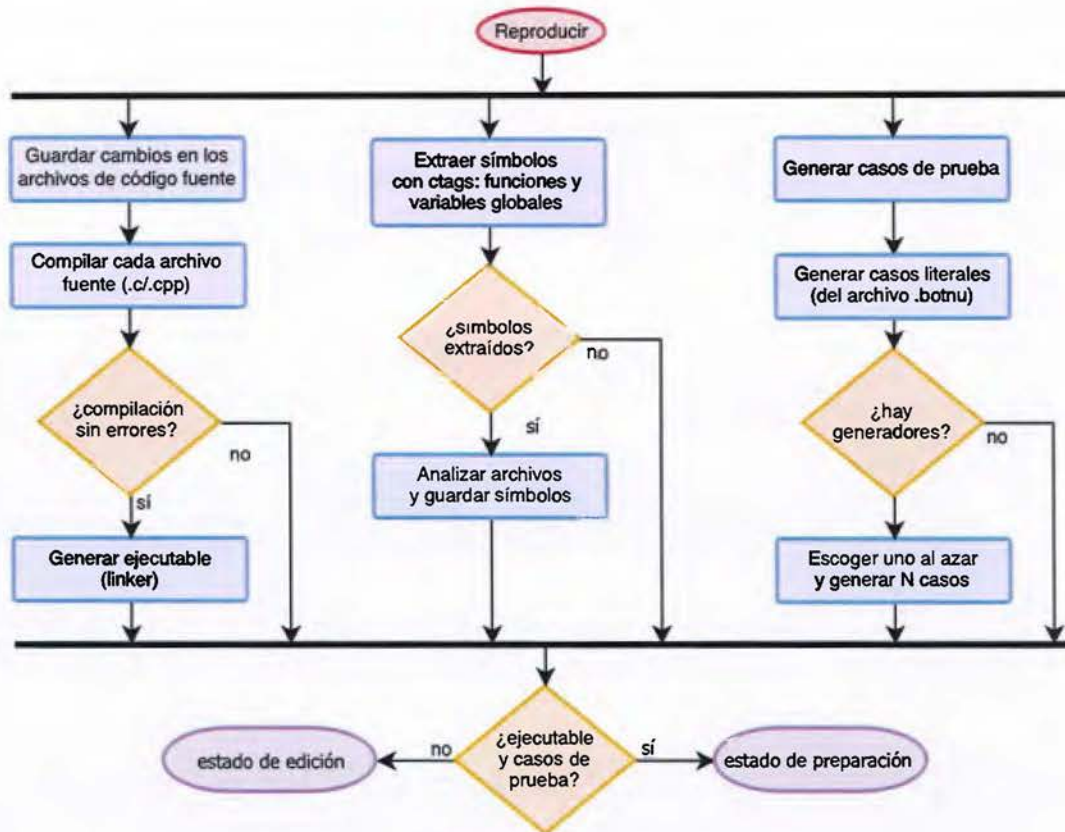 Reproducir
Guardar cambios en los
archivos de código fuente
Compilar cada archivo
fuente (.c/.cpp)
¿compilación
sin errores?
no
sí
Generar ejecutable
(linker)
Extraer símbolos
con ctags: funciones y
variables globales
¿símbolos
extraídos?
no
sí
Analizar archivos
y guardar símbolos
Generar casos de prueba
Generar casos literales
(del archivo .botnu)
¿hay
generadores?
no
Escoger uno al azar
y generar N casos
¿ejecutable
y casos de
prueba?
no
sí
estado de edición
estado de preparación